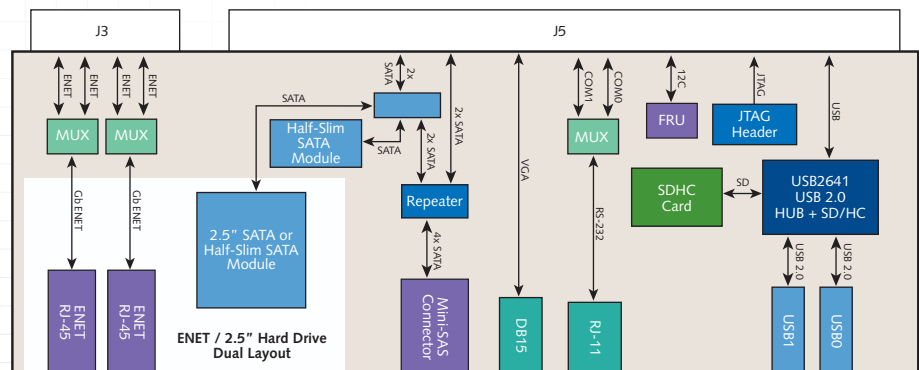 J3
J5
ENET
ENET
ENET
ENET
2x
SATA
2x SATA
COM1
COM0
12C
JTAG
USB
SATA
MUX
MUX
Half-Slim
SATA
Module
SATA
2x SATA
VGA
MUX
FRU
JTAG
Header
Gb ENET
Gb ENET
2.5" SATA or
Half-Slim SATA
Module
Repeater
RS-232
SDHC
Card
SD
USB2641
USB 2.0
HUB + SD/HC
4x SATA
USB 2.0
USB 2.0
ENET
RJ-45
ENET
RJ-45
ENET / 2.5" Hard Drive
Dual Layout
Mini-SAS
Connector
DB15
RJ-11
USB1
USB0